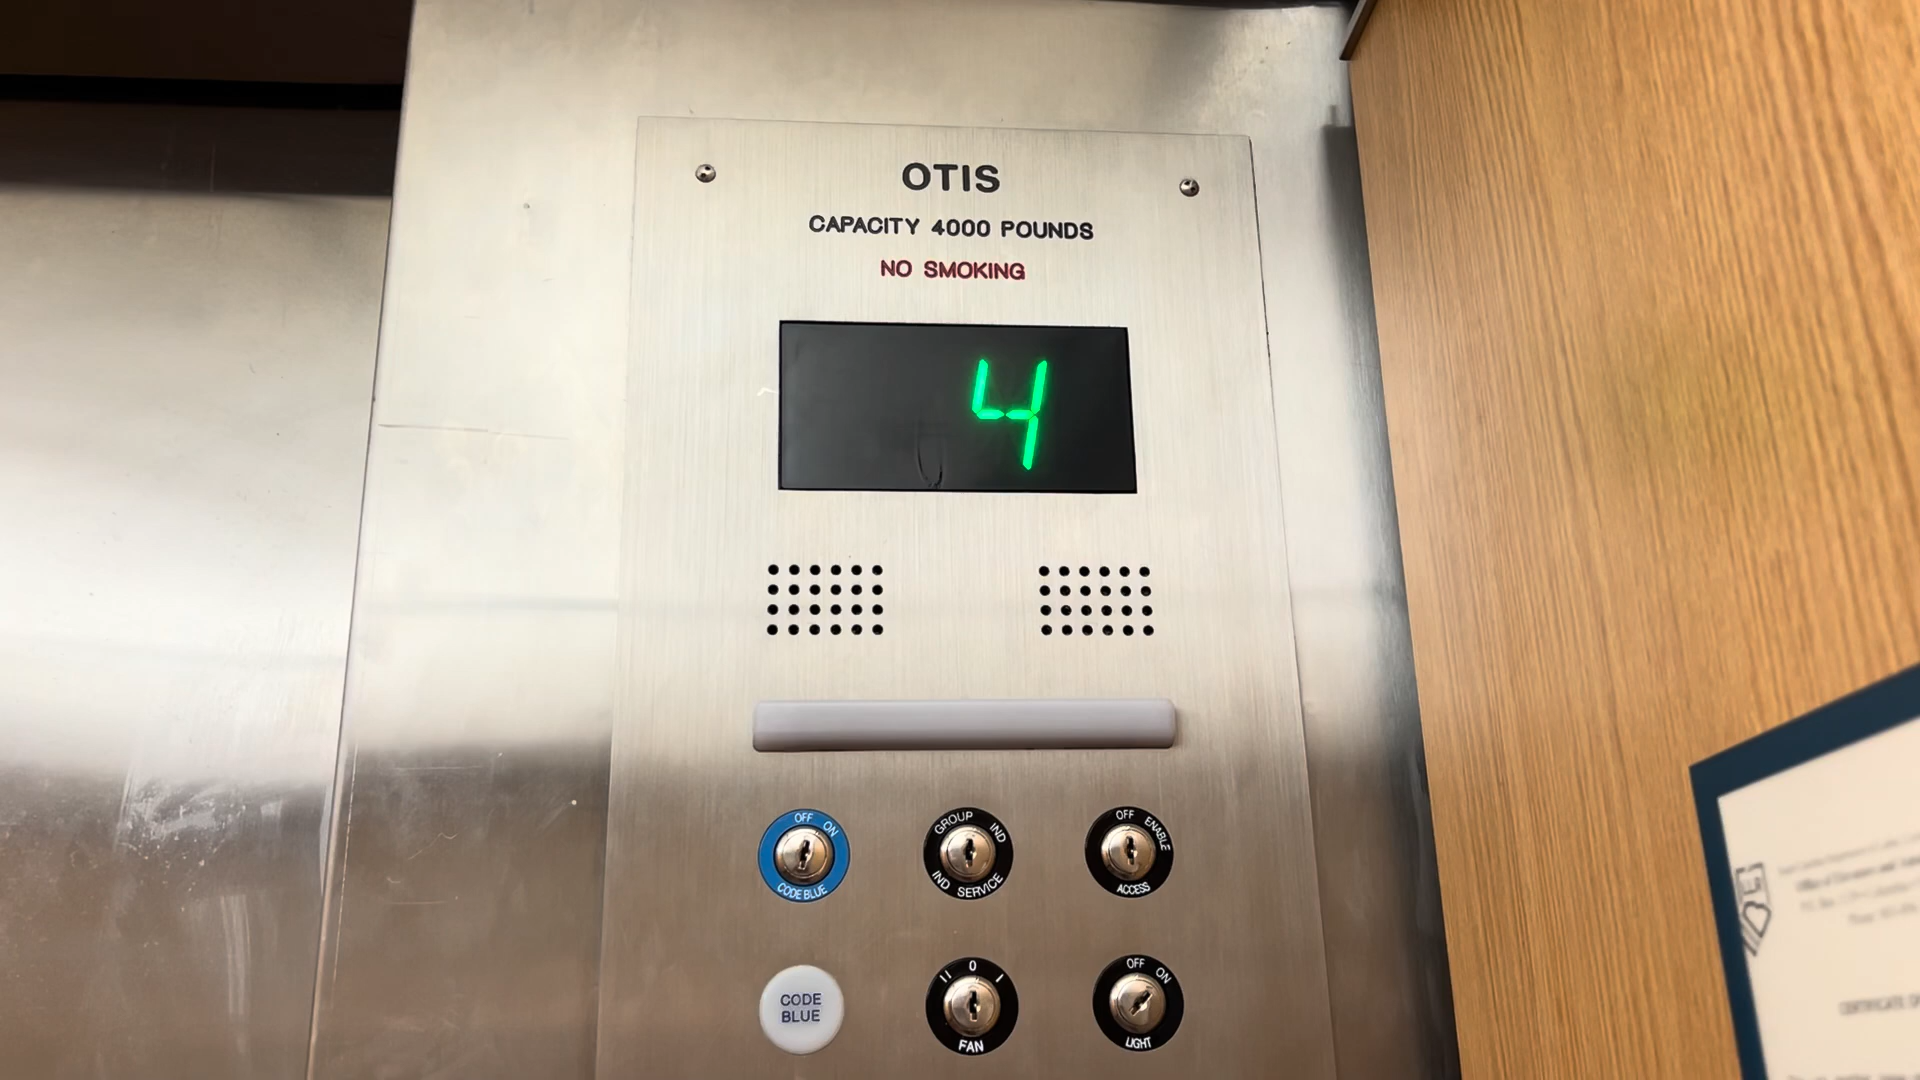 OTIS
CAPACITY 4000 POUNDS
NO SMOKING
4
OFF ON
CODE BLUE
GROUP IND
IND SERVICE
OFF ENABLE
ACCESS
CODE
BLUE
II 0 I
FAN
OFF ON
LIGHT
CERTIFICATE